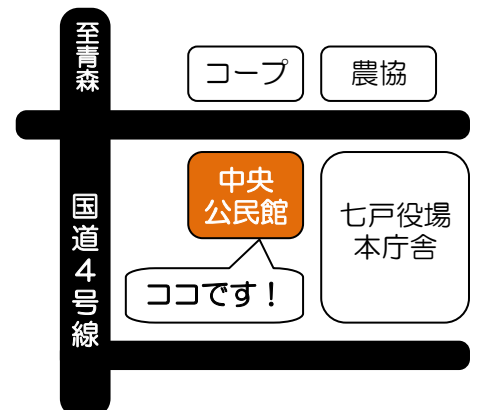 至青森
コープ
農協
中央
公民館
七戸役場
本庁舎
国道４号線
ココです！